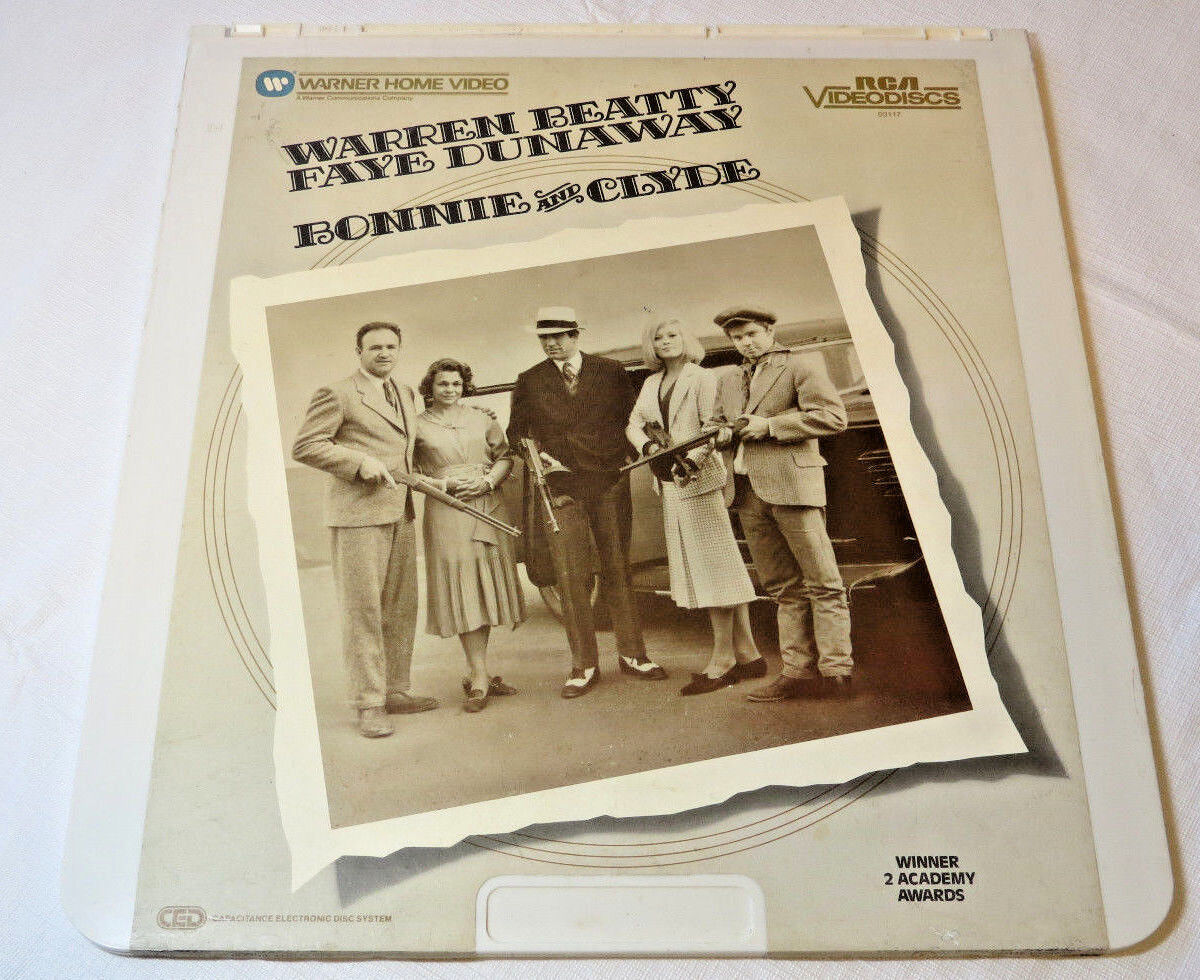 WARNER HOME VIDEO
A Warner Communications Company
RCA
VIDEODISCS
03117
WARREN BEATTY
FAYE DUNAWAY
BONNIE AND CLYDE
WINNER
2 ACADEMY
AWARDS
CED CAPACITANCE ELECTRONIC DISC SYSTEM